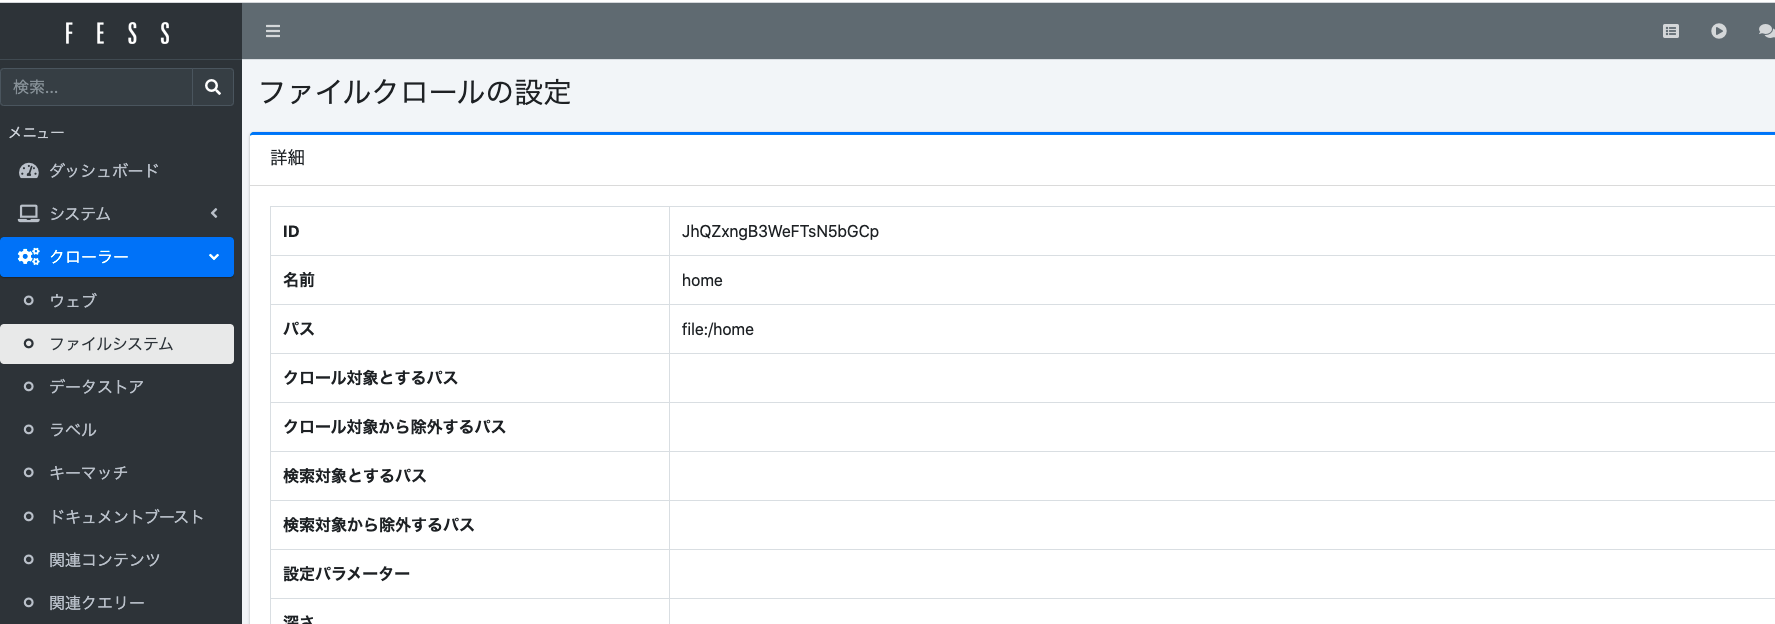 FESS
検索...
メニュー
ダッシュボード
システム
クローラー
ウェブ
ファイルシステム
データストア
ラベル
キーマッチ
ドキュメントブースト
関連コンテンツ
関連クエリー
ファイルクロールの設定
詳細
ID JhQZxngB3WeFTsN5bGCp
名前 home
パス file:/home
クロール対象とするパス
クロール対象から除外するパス
検索対象とするパス
検索対象から除外するパス
設定パラメーター
深さ